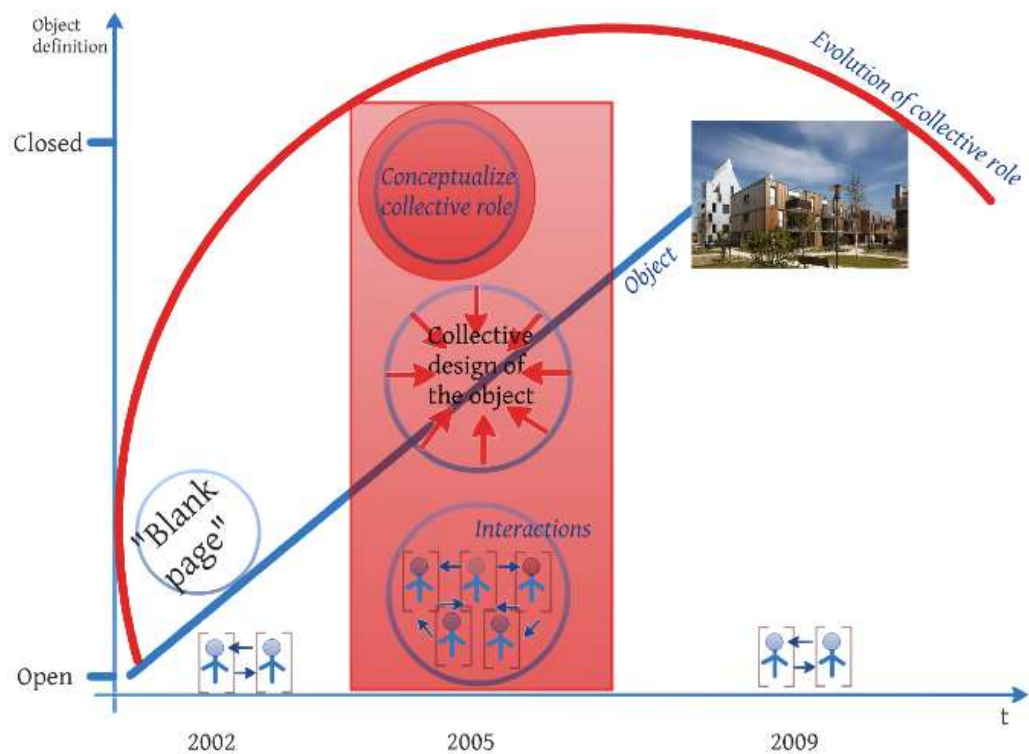 Object
definition
Evolution of collective role
Closed
Conceptualize
collective role
Object
Collective
design of
the object
"Blank
page"
Interactions
Open
t
2002
2005
2009